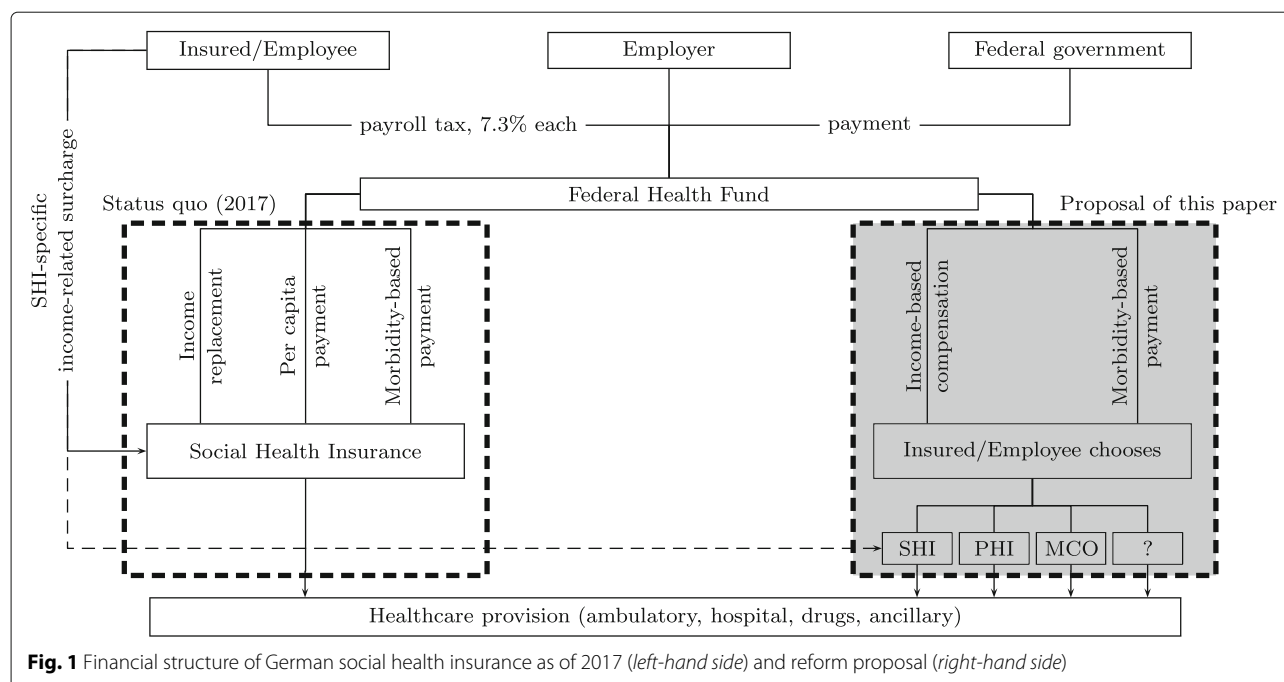 Insured/Employee
Employer
Federal government
payroll tax, 7.3% each
payment
SHI-specific
income-related surcharge
Federal Health Fund
Status quo (2017)
Proposal of this paper
Income
replacement
Per capita
payment
Morbidity-based
payment
Income-based
compensation
Morbidity-based
payment
Social Health Insurance
Insured/Employee chooses
SHI
PHI
MCO
?
Healthcare provision (ambulatory, hospital, drugs, ancillary)
Fig. 1 Financial structure of German social health insurance as of 2017 (left-hand side) and reform proposal (right-hand side)